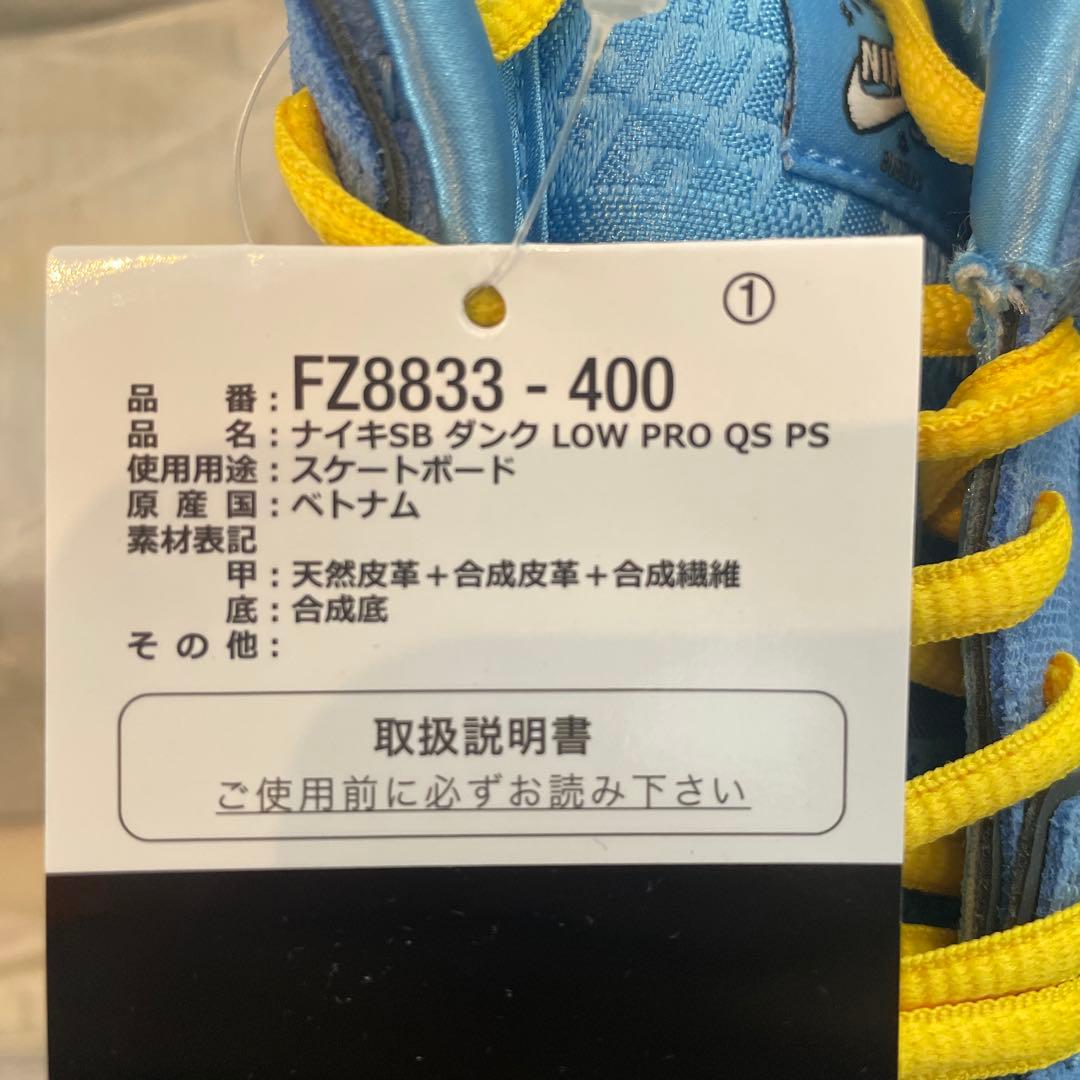 NIKE
①
品番：FZ8833 - 400
品名：ナイキSB ダンク LOW PRO QS PS
使用用途：スケートボード
原産国：ベトナム
素材表記
甲：天然皮革＋合成皮革＋合成繊維
底：合成底
その他：
取扱説明書
ご使用前に必ずお読み下さい